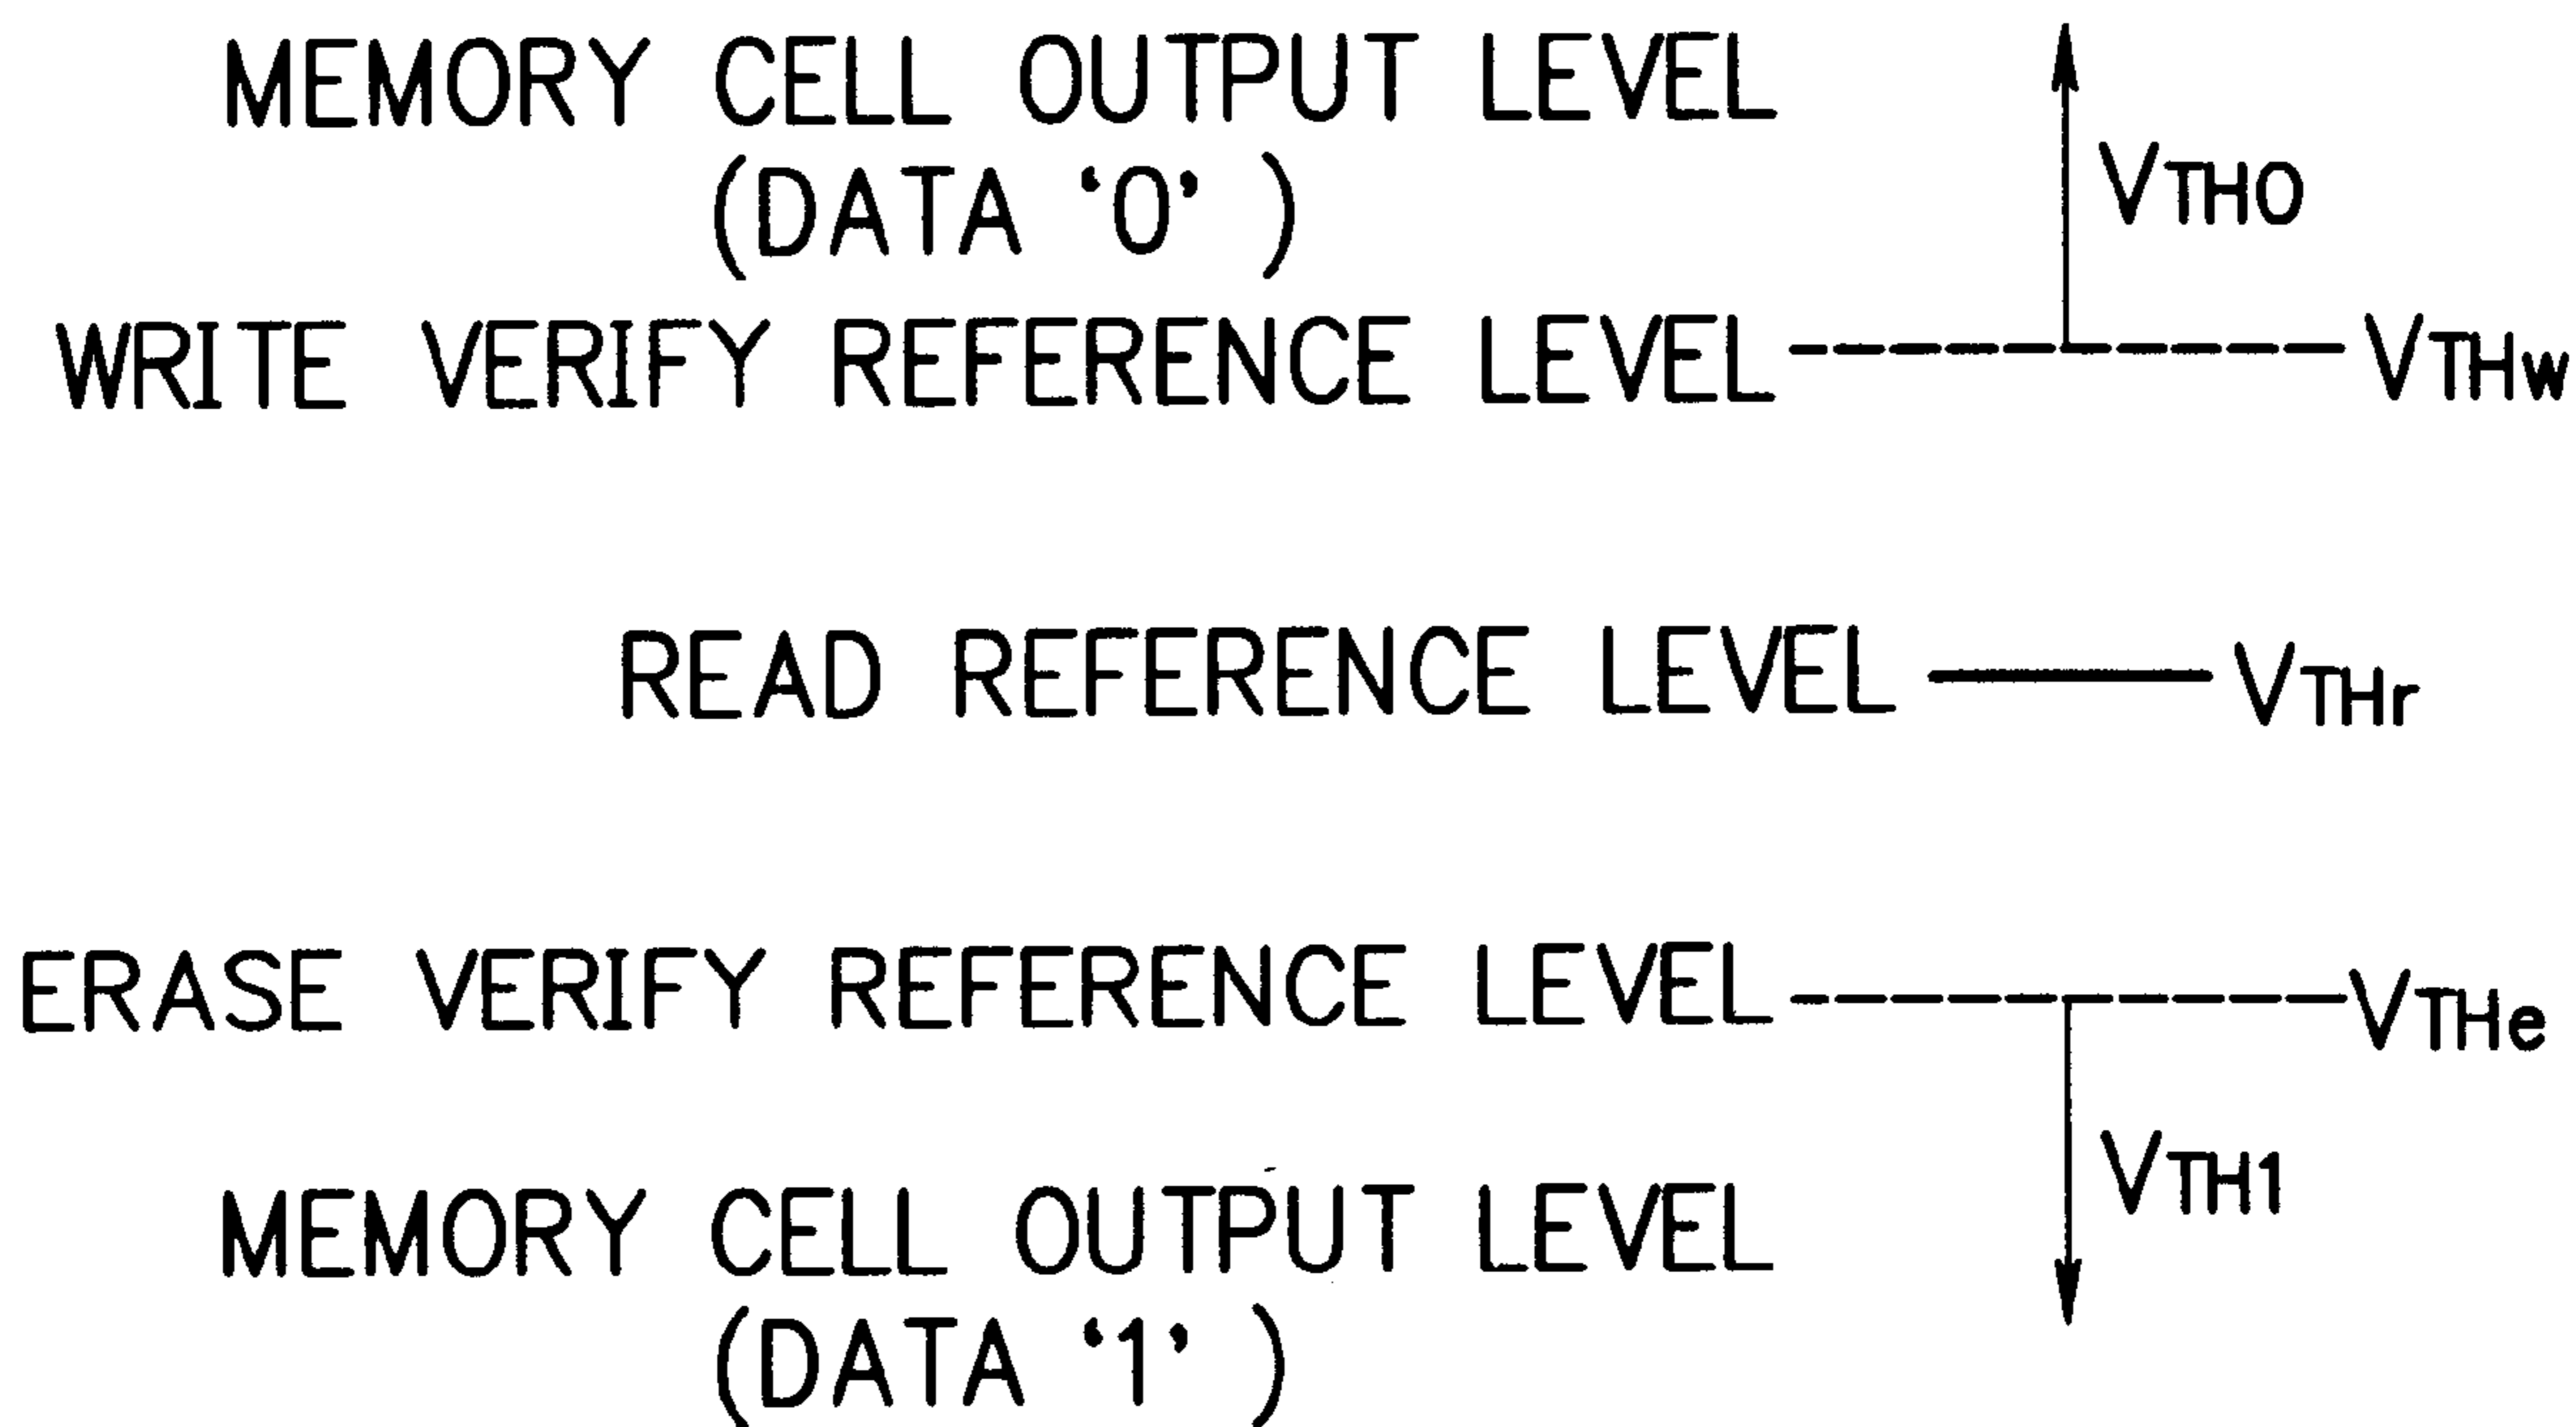 MEMORY CELL OUTPUT LEVEL
(DATA ‘0’ )
VTH0
WRITE VERIFY REFERENCE LEVEL VTHw
READ REFERENCE LEVEL VTHr
ERASE VERIFY REFERENCE LEVEL VTHe
VTH1
MEMORY CELL OUTPUT LEVEL
(DATA ‘1’ )